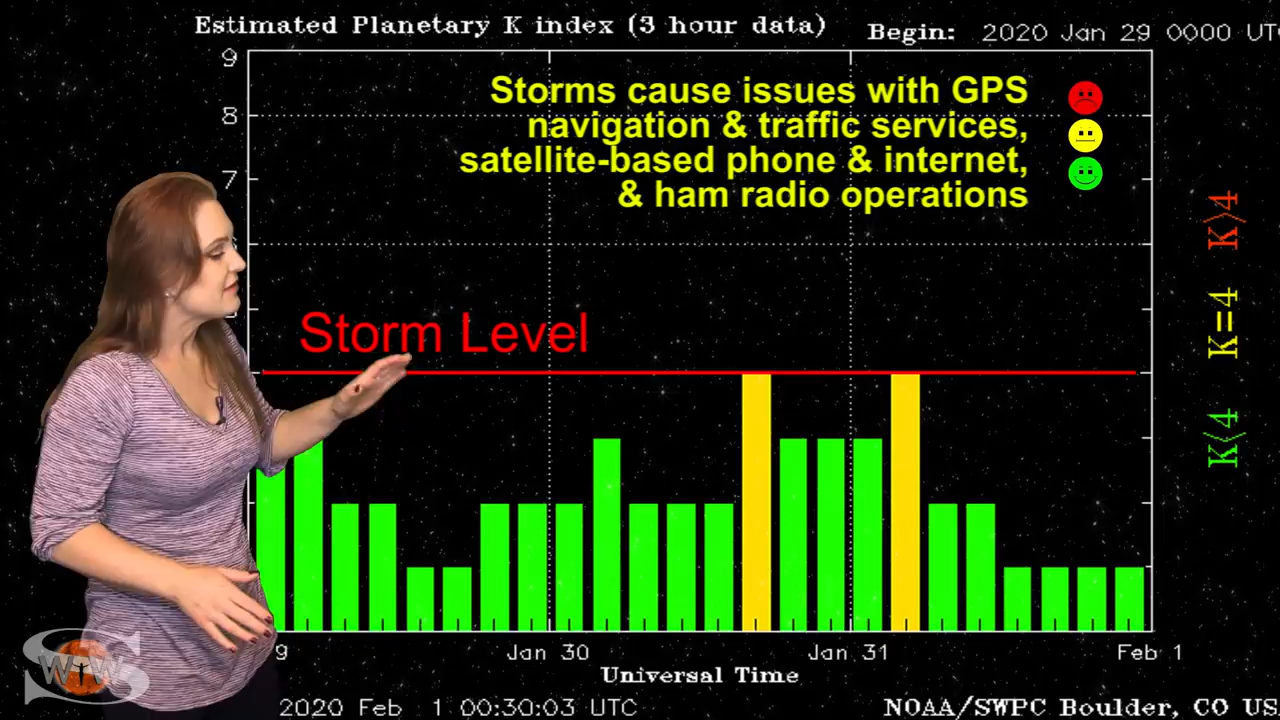 Estimated Planetary K index (3 hour data)
Begin: 2020 Jan 29 0000 UTC
9
8
7
Storms cause issues with GPS
navigation & traffic services,
satellite-based phone & internet,
& ham radio operations
Storm Level
K>4
K=4
K<4
9
Jan 30
Jan 31
Feb 1
Universal Time
2020 Feb 1 00:30:03 UTC
NOAA/SWPC Boulder, CO US
WTW